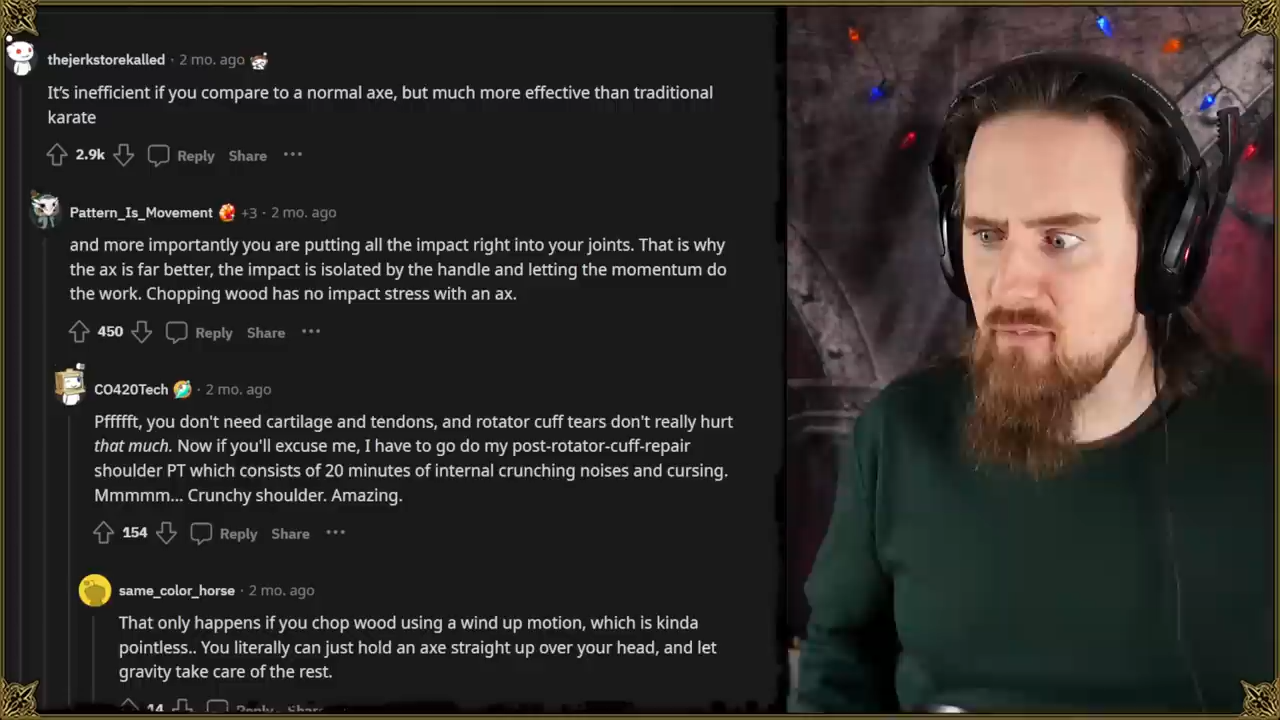 thejerkstorekalled · 2 mo. ago
It's inefficient if you compare to a normal axe, but much more effective than traditional
karate
2.9k Reply Share ···
Pattern_Is_Movement +3 · 2 mo. ago
and more importantly you are putting all the impact right into your joints. That is why
the ax is far better, the impact is isolated by the handle and letting the momentum do
the work. Chopping wood has no impact stress with an ax.
450 Reply Share ···
CO420Tech · 2 mo. ago
Pffffft, you don't need cartilage and tendons, and rotator cuff tears don't really hurt
that much. Now if you'll excuse me, I have to go do my post-rotator-cuff-repair
shoulder PT which consists of 20 minutes of internal crunching noises and cursing.
Mmmmm... Crunchy shoulder. Amazing.
154 Reply Share ···
same_color_horse · 2 mo. ago
That only happens if you chop wood using a wind up motion, which is kinda
pointless.. You literally can just hold an axe straight up over your head, and let
gravity take care of the rest.
14 Reply Share